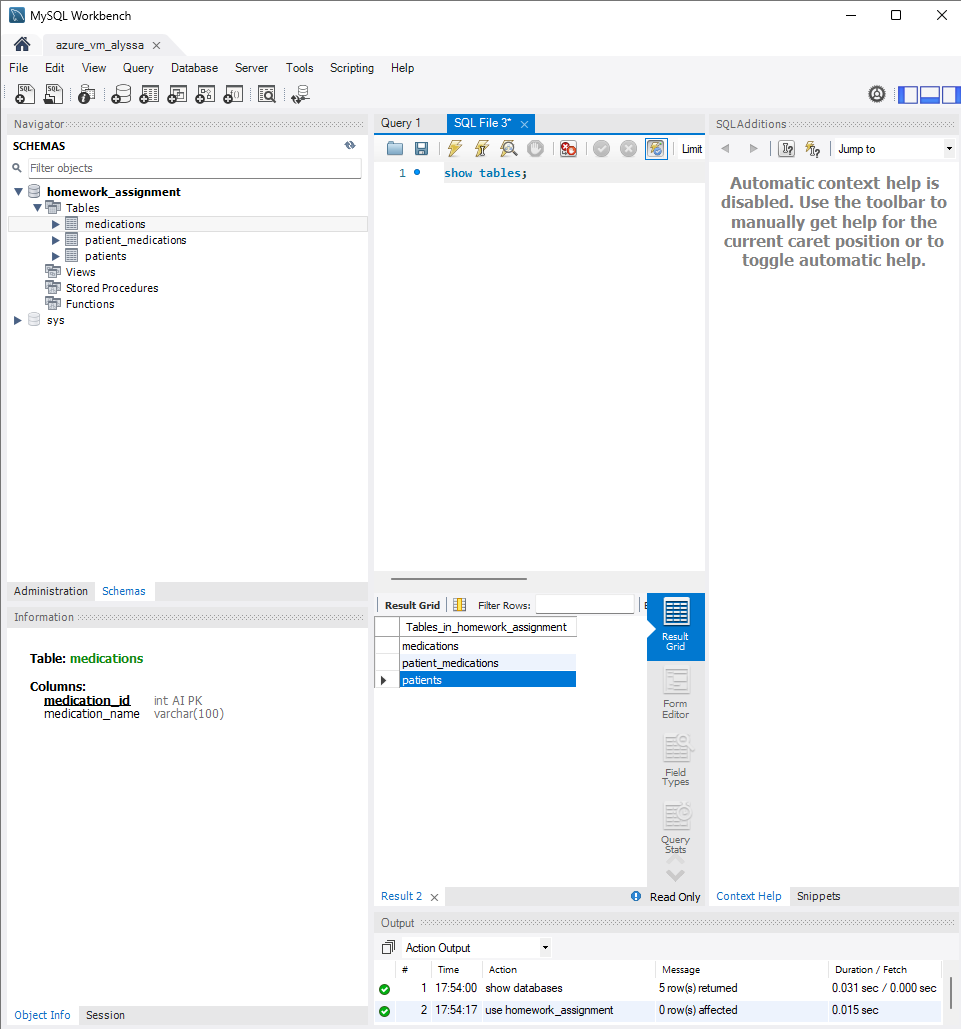 MySQL Workbench
azure_vm_alyssa
File Edit View Query Database Server Tools Scripting Help
Navigator
SCHEMAS
Filter objects
homework_assignment
Tables
medications
patient_medications
patients
Views
Stored Procedures
Functions
sys
Administration Schemas
Information
Table: medications
Columns:
medication_id int AI PK
medication_name varchar(100)
Object Info Session
Query 1 SQL File 3*
Limit
1 show tables;
Result Grid Filter Rows:
Tables_in_homework_assignment
medications
patient_medications
patients
Result
Grid
Form
Editor
Field
Types
Query
Stats
Result 2 Read Only
SQLAdditions
Jump to
Automatic context help is
disabled. Use the toolbar to
manually get help for the
current caret position or to
toggle automatic help.
Context Help Snippets
Output
Action Output
# Time Action Message Duration / Fetch
1 17:54:00 show databases 5 row(s) returned 0.031 sec / 0.000 sec
2 17:54:17 use homework_assignment 0 row(s) affected 0.015 sec